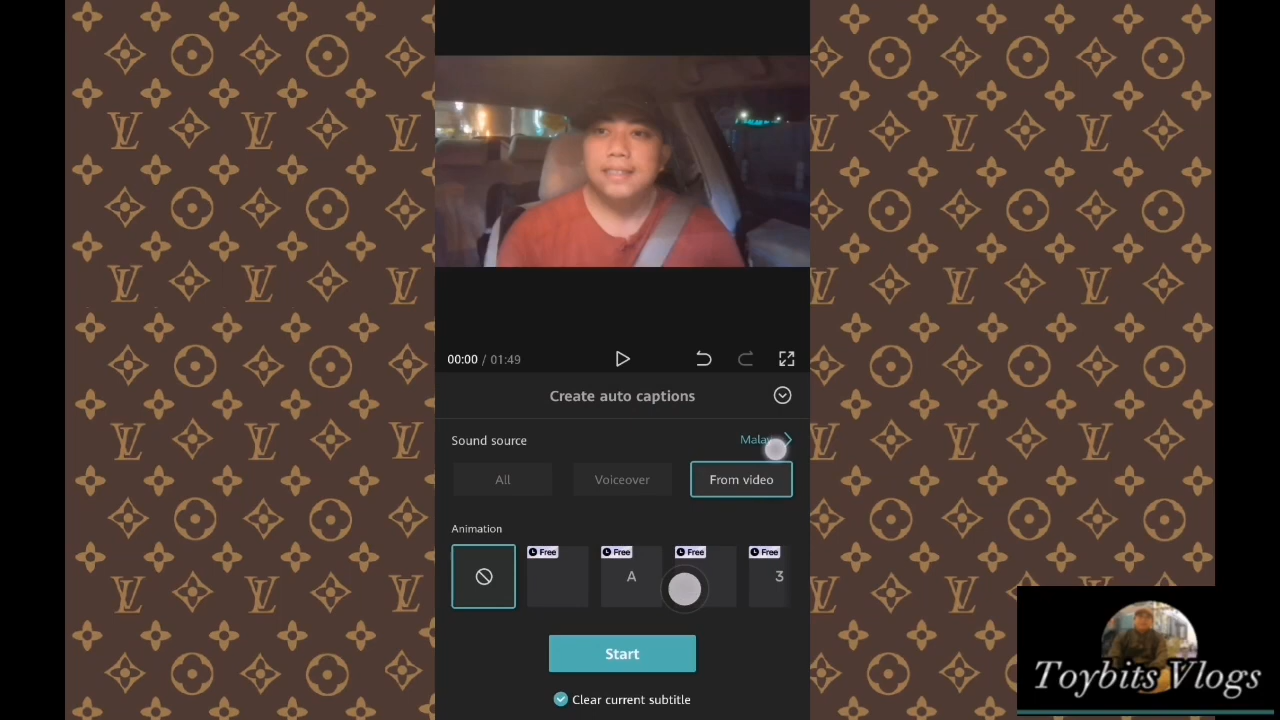 00:00 / 01:49
Create auto captions
Sound source
All
Voiceover
From video
Animation
Free
Free
Free
Free
A
3
Start
Clear current subtitle
Toybits Vlogs